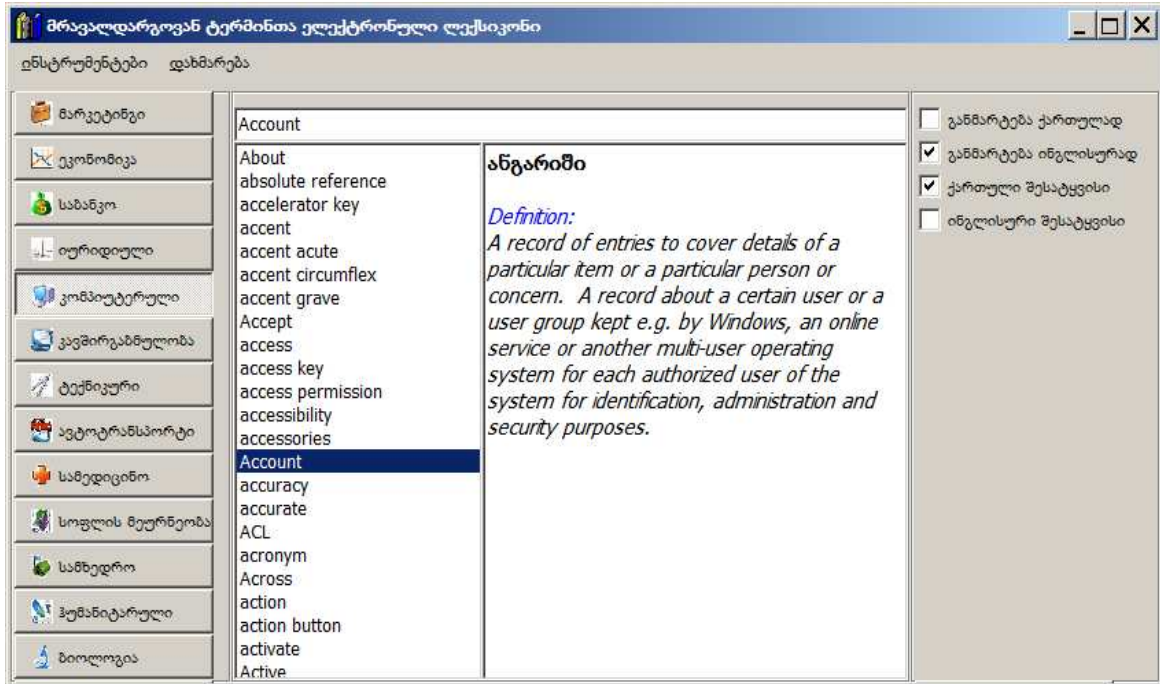 მრავალდარგოვან ტერმინთა ელექტრონული ლექსიკონი
ინსტრუმენტები დახმარება
მარკეტინგი
ეკონომიკა
საბანკო
იურიდიული
კომპიუტერული
კავშირგაბმულობა
ტექნიკური
ავტოტრანსპორტი
სამედიცინო
სოფლის მეურნეობა
სამხედრო
ჰუმანიტარული
ბიოლოგია
Account
About
absolute reference
accelerator key
accent
accent acute
accent circumflex
accent grave
Accept
access
access key
access permission
accessibility
accessories
Account
accuracy
accurate
ACL
acronym
Across
action
action button
activate
Active
ანგარიში
Definition:
A record of entries to cover details of a
particular item or a particular person or
concern. A record about a certain user or a
user group kept e.g. by Windows, an online
service or another multi-user operating
system for each authorized user of the
system for identification, administration and
security purposes.
განმარტება ქართულად
განმარტება ინგლისურად
ქართული შესატყვისი
ინგლისური შესატყვისი